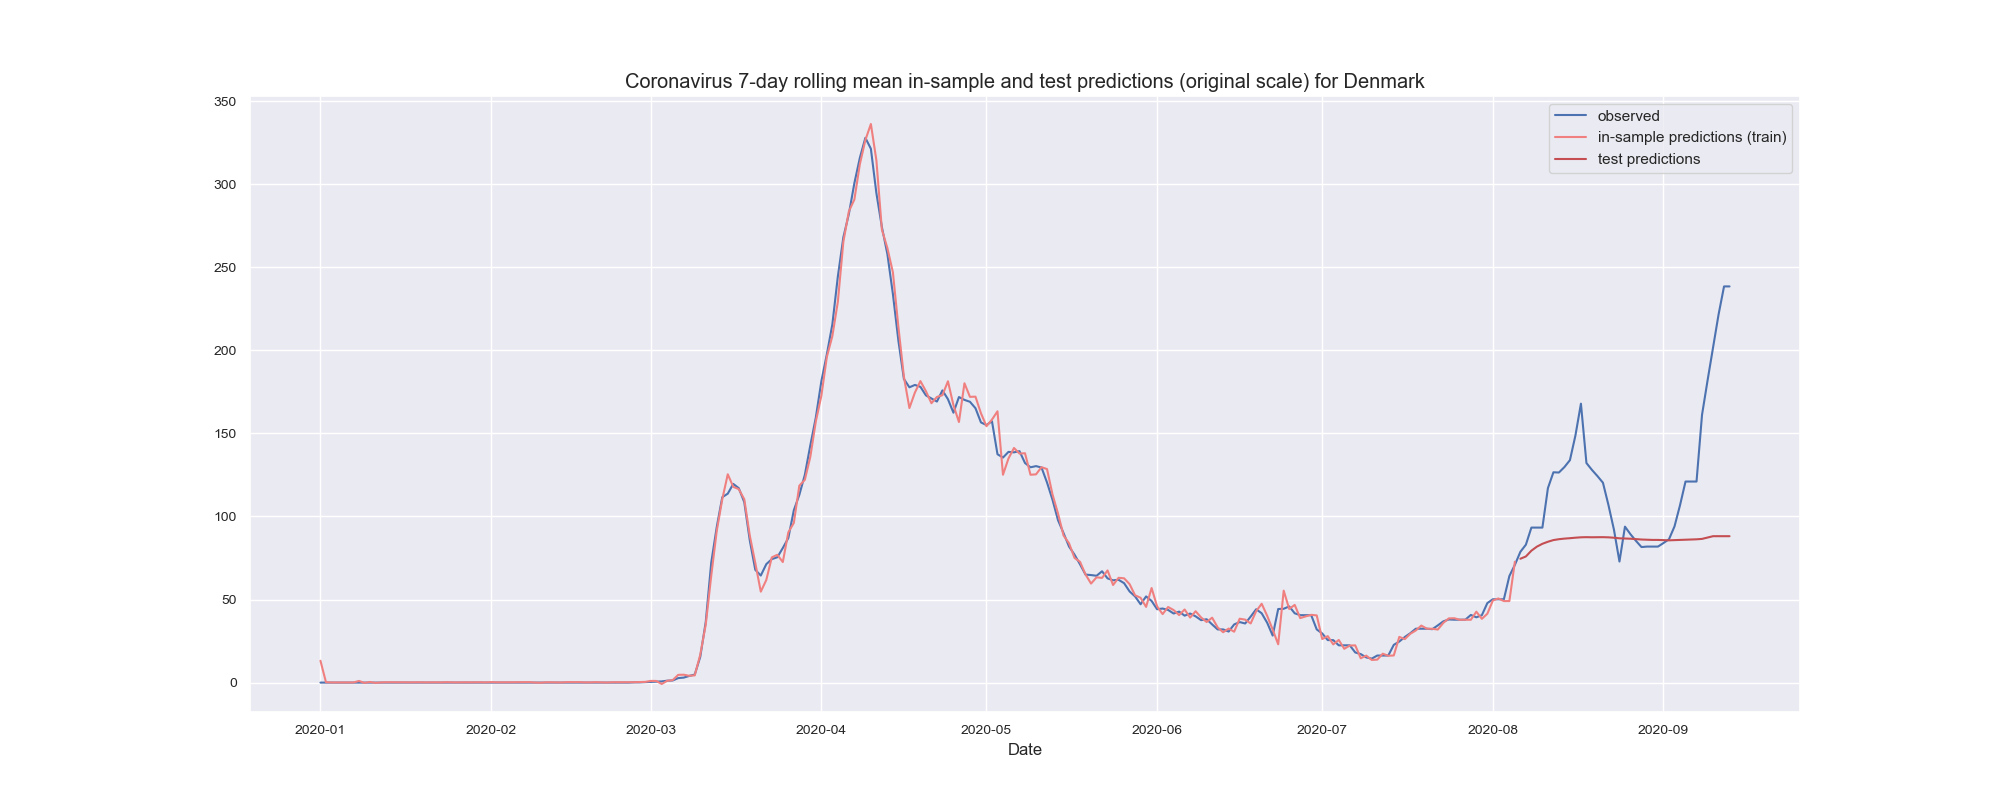 Coronavirus 7-day rolling mean in-sample and test predictions (original scale) for Denmark
observed
in-sample predictions (train)
test predictions
350
300
250
200
150
100
50
0
2020-01 2020-02 2020-03 2020-04 2020-05 2020-06 2020-07 2020-08 2020-09
Date